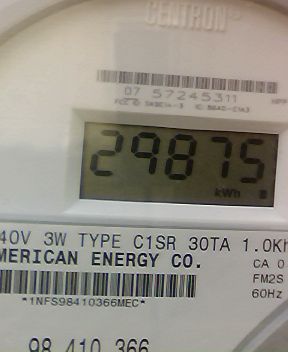 CENTRON
07 57245311
29875
kWh
40V 3W TYPE C1SR 30TA 1.0Kh
MERICAN ENERGY CO.
CA 0
FM2S
60Hz
*1NFS98410366MEC*
98 410 366